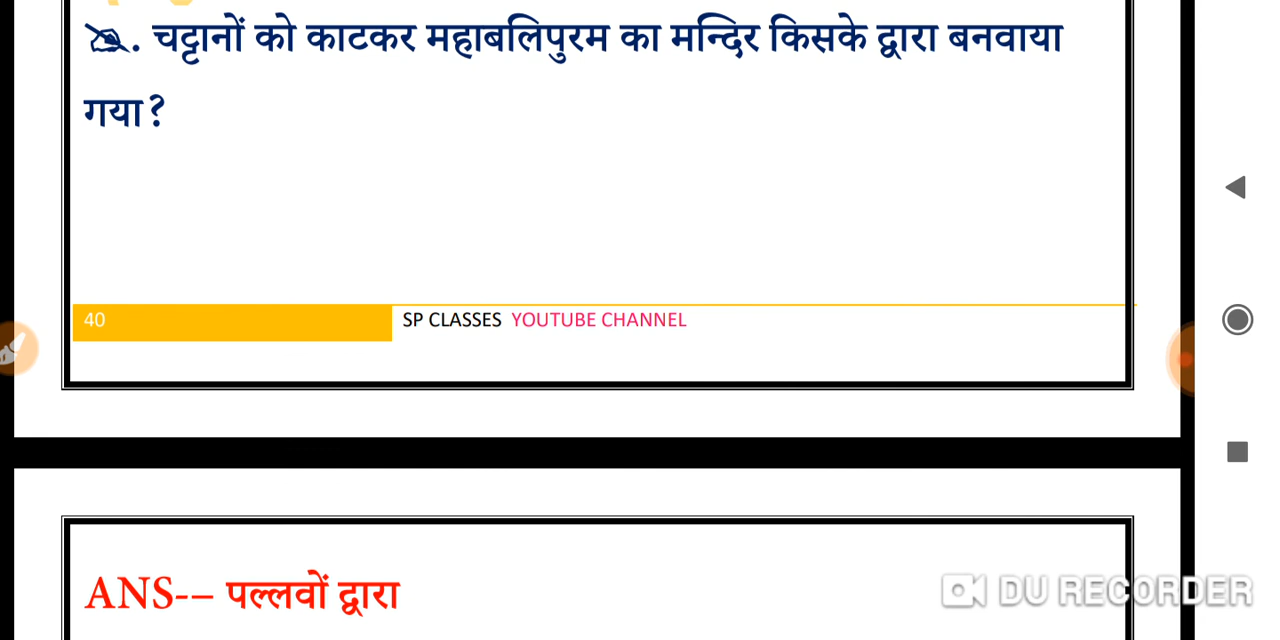 . चट्टानों को काटकर महाबलिपुरम का मन्दिर किसके द्वारा बनवाया
गया?
40 SP CLASSES YOUTUBE CHANNEL
ANS-– पल्लवों द्वारा
DU RECORDER